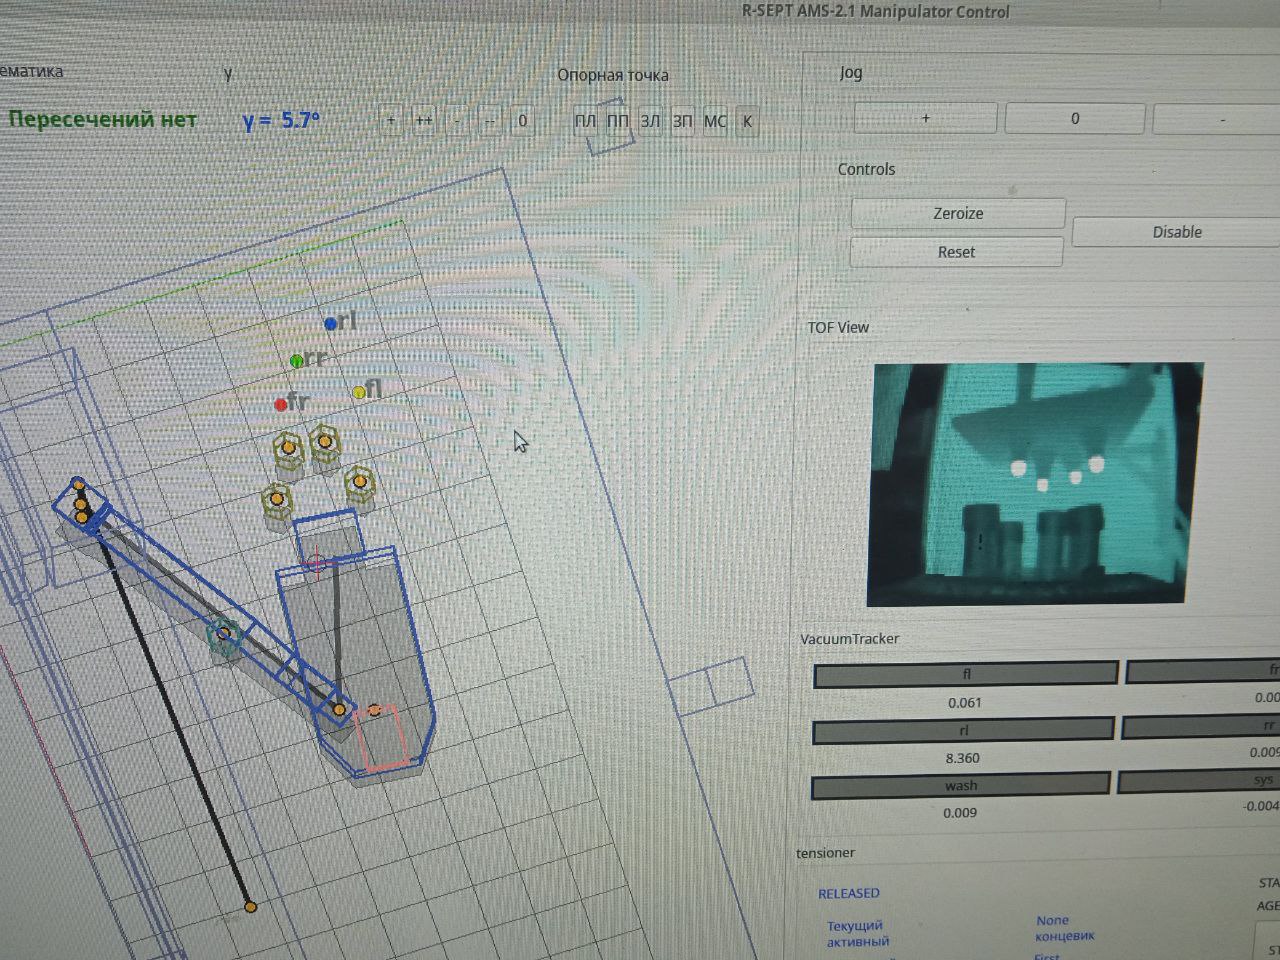 R-SEPT AMS-2.1 Manipulator Control
ематика
γ
Опорная точка
Jog
Пересечений нет
γ = 5.7°
+
++
-
--
0
ПЛ
ПП
ЗЛ
ЗП
МС
К
+
0
-
Controls
Zeroize
Disable
Reset
TOF View
rl
rr
fl
fr
VacuumTracker
fl
fr
0.061
0.00
rl
rr
8.360
0.009
wash
sys
0.009
-0.004
tensioner
RELEASED
STA
AGE
Текущий
активный
None
концевик
First
ST